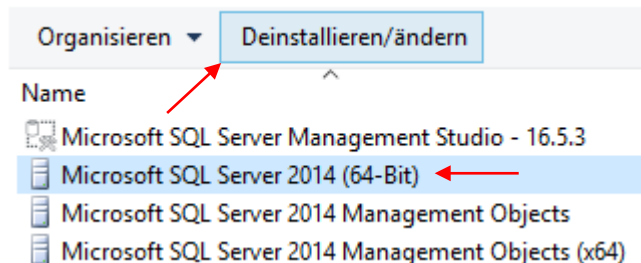 Organisieren Deinstallieren/ändern
Name
Microsoft SQL Server Management Studio - 16.5.3
Microsoft SQL Server 2014 (64-Bit)
Microsoft SQL Server 2014 Management Objects
Microsoft SQL Server 2014 Management Objects (x64)